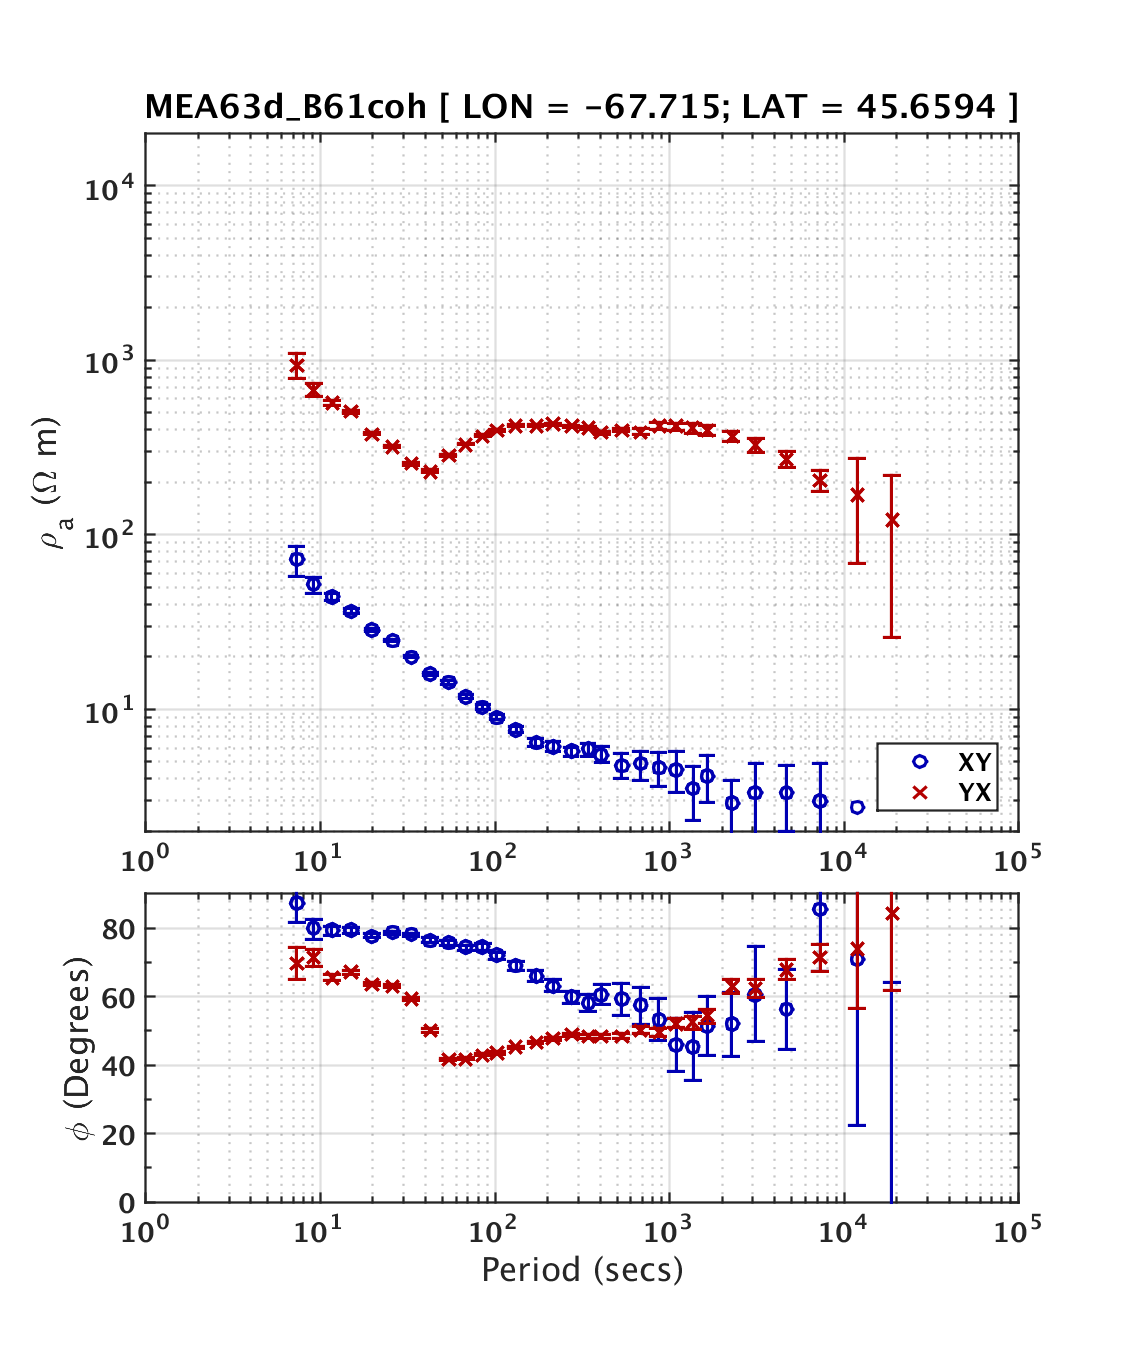 MEA63d_B61coh [ LON = -67.715; LAT = 45.6594 ]
10^4
10^3
10^2
10^1
ρ_a (Ω m)
XY
YX
10^0 10^1 10^2 10^3 10^4 10^5
80
60
40
20
0
φ (Degrees)
10^0 10^1 10^2 10^3 10^4 10^5
Period (secs)